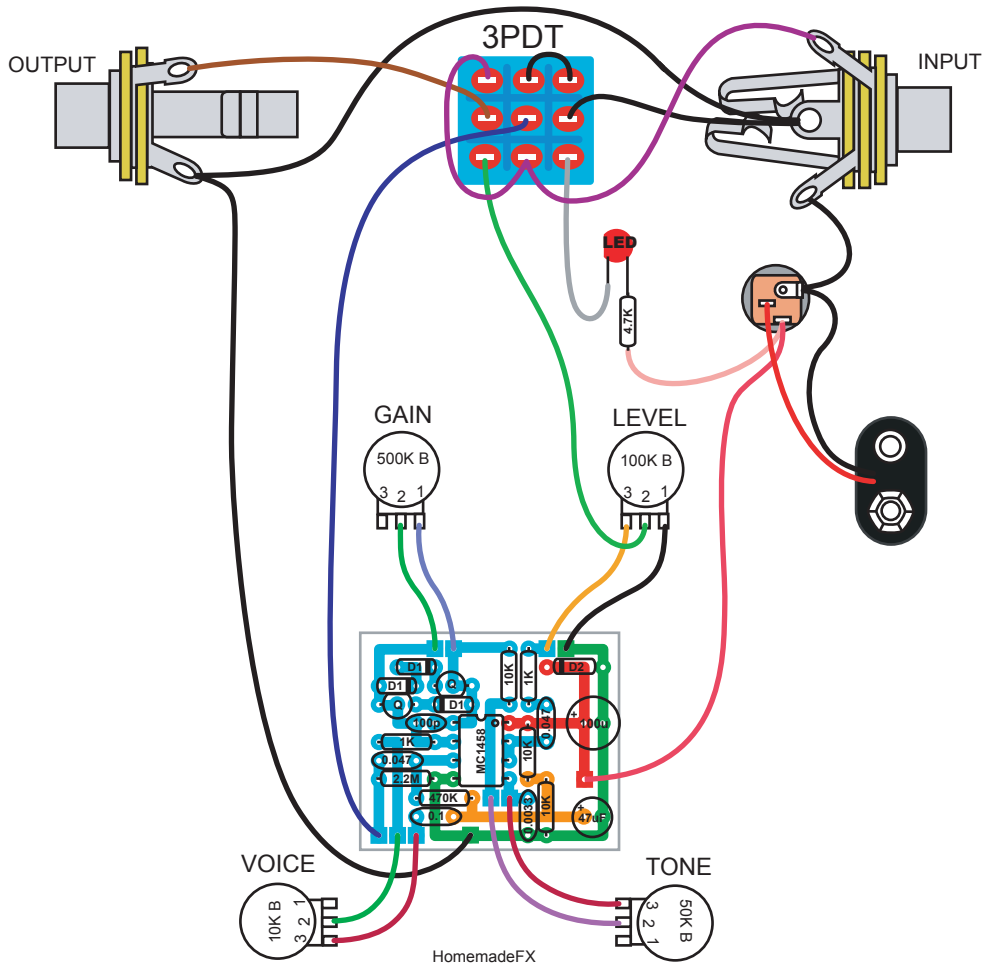 3PDT
OUTPUT
INPUT
LED
4.7K
GAIN
LEVEL
500K B
100K B
3 2 1
3 2 1
D1
10K
1K
D2
D1
Q
Q
D1
0.047
100p
+
100µ
1K
MC1458
10K
0.047
2.2M
470K
0.0033
10K
+
0.1
47uF
VOICE
TONE
10K B
1
2
3
3
2
1
50K B
HomemadeFX